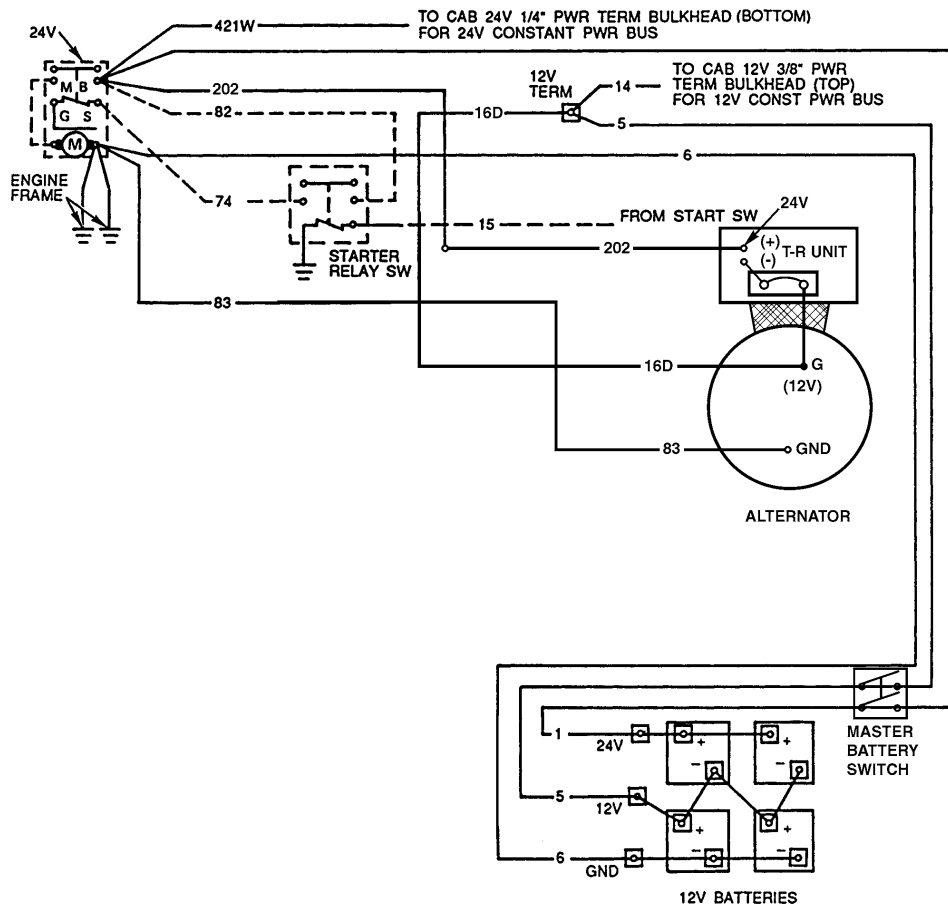 421W
TO CAB 24V 1/4" PWR TERM BULKHEAD (BOTTOM)
FOR 24V CONSTANT PWR BUS
24V
12V
TERM
14
TO CAB 12V 3/8" PWR
TERM BULKHEAD (TOP)
FOR 12V CONST PWR BUS
M B
202
82
16D
5
G S
M
6
ENGINE
FRAME
74
15
FROM START SW
24V
STARTER
RELAY SW
202
(+)
(-)
T-R UNIT
83
16D
G
(12V)
83
GND
ALTERNATOR
MASTER
BATTERY
SWITCH
1
24V
+
+
−
−
5
12V
+
+
−
−
6
GND
12V BATTERIES